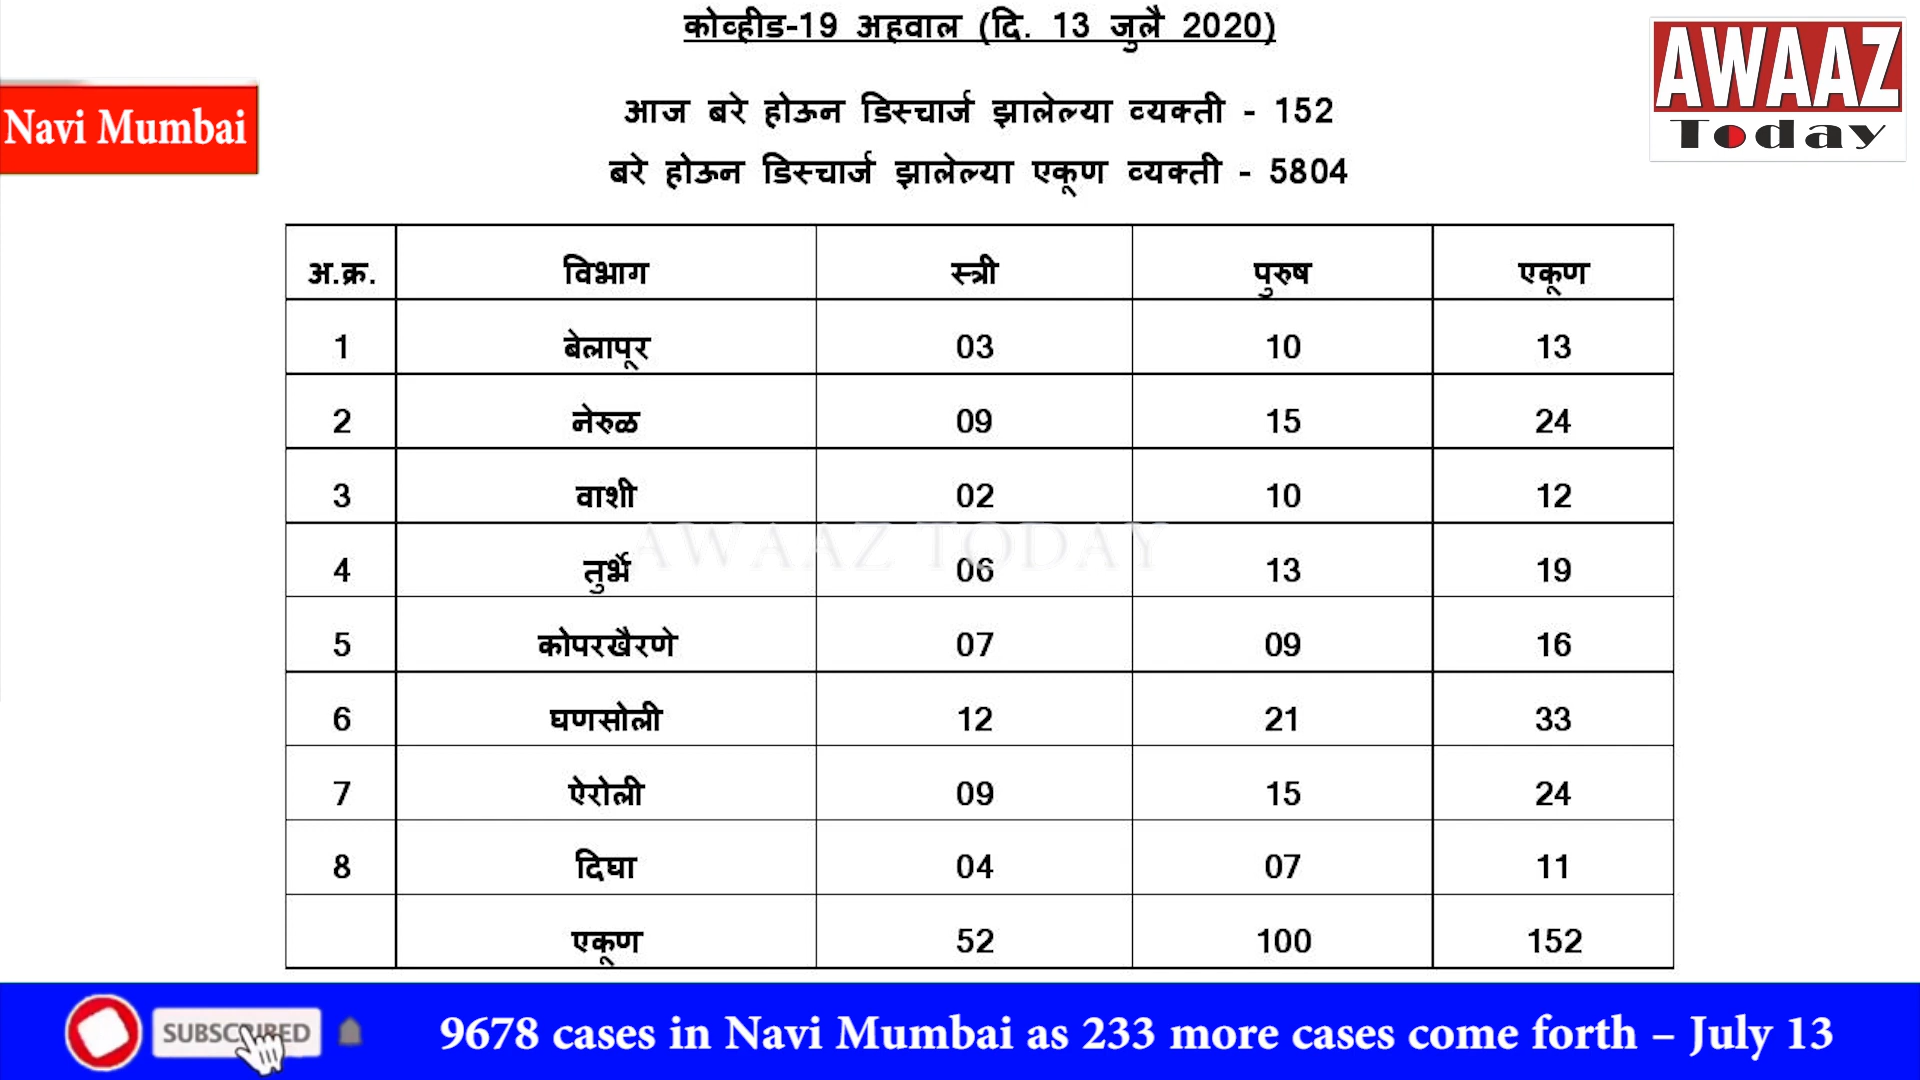 कोव्हीड-19 अहवाल (दि. 13 जुलै 2020)
AWAAZ
Today
Navi Mumbai
आज बरे होऊन डिस्चार्ज झालेल्या व्यक्ती - 152
बरे होऊन डिस्चार्ज झालेल्या एकूण व्यक्ती - 5804
अ.क्र. विभाग स्त्री पुरुष एकूण
1 बेलापूर 03 10 13
2 नेरुळ 09 15 24
3 वाशी 02 10 12
AWAAZ TODAY
4 तुर्भे 06 13 19
5 कोपरखैरणे 07 09 16
6 घणसोली 12 21 33
7 ऐरोली 09 15 24
8 दिघा 04 07 11
एकूण 52 100 152
SUBSCRIBED
9678 cases in Navi Mumbai as 233 more cases come forth – July 13